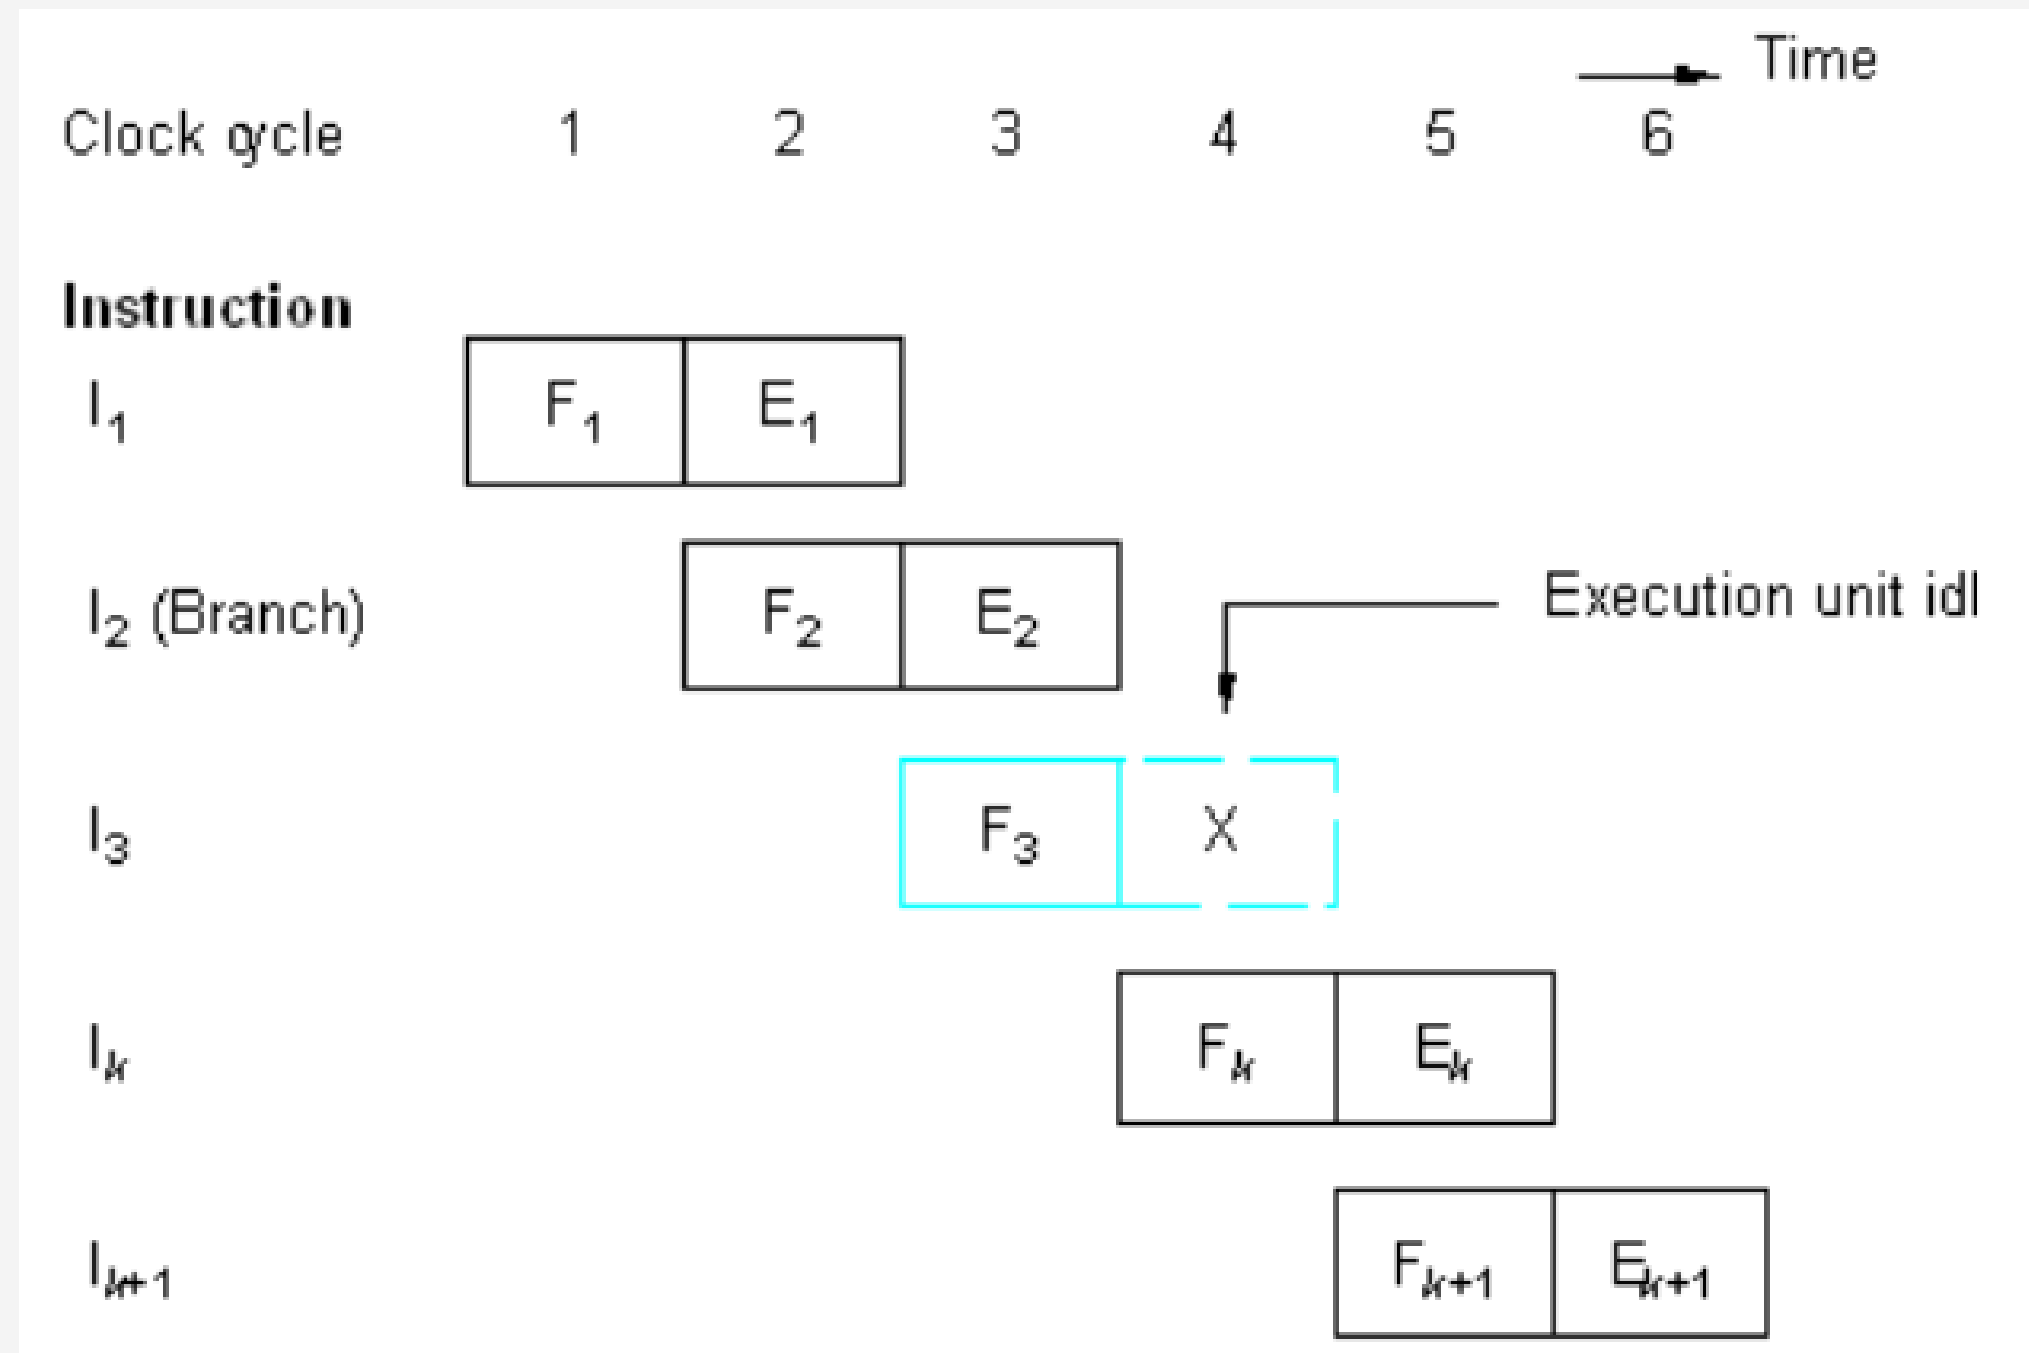 Time
Clock cycle 1 2 3 4 5 6
Instruction
I1 F1 E1
I2 (Branch) F2 E2 Execution unit idl
I3 F3 X
Ik Fk Ek
Ik+1 Fk+1 Ek+1